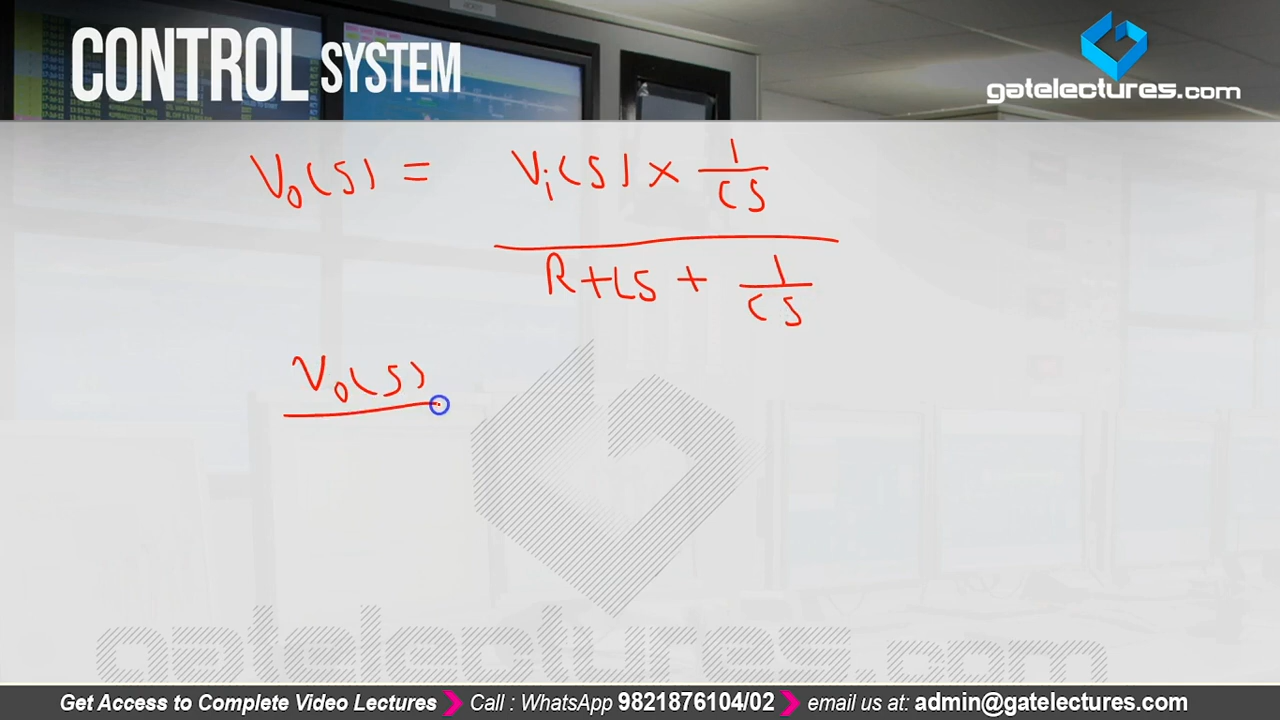 CONTROL SYSTEM
gatelectures.com
V₀(s) = Vᵢ(s) × 1/CS
R+LS + 1/CS
V₀(s)
gatelectures.com
Get Access to Complete Video Lectures Call : WhatsApp 9821876104/02 email us at: admin@gatelectures.com